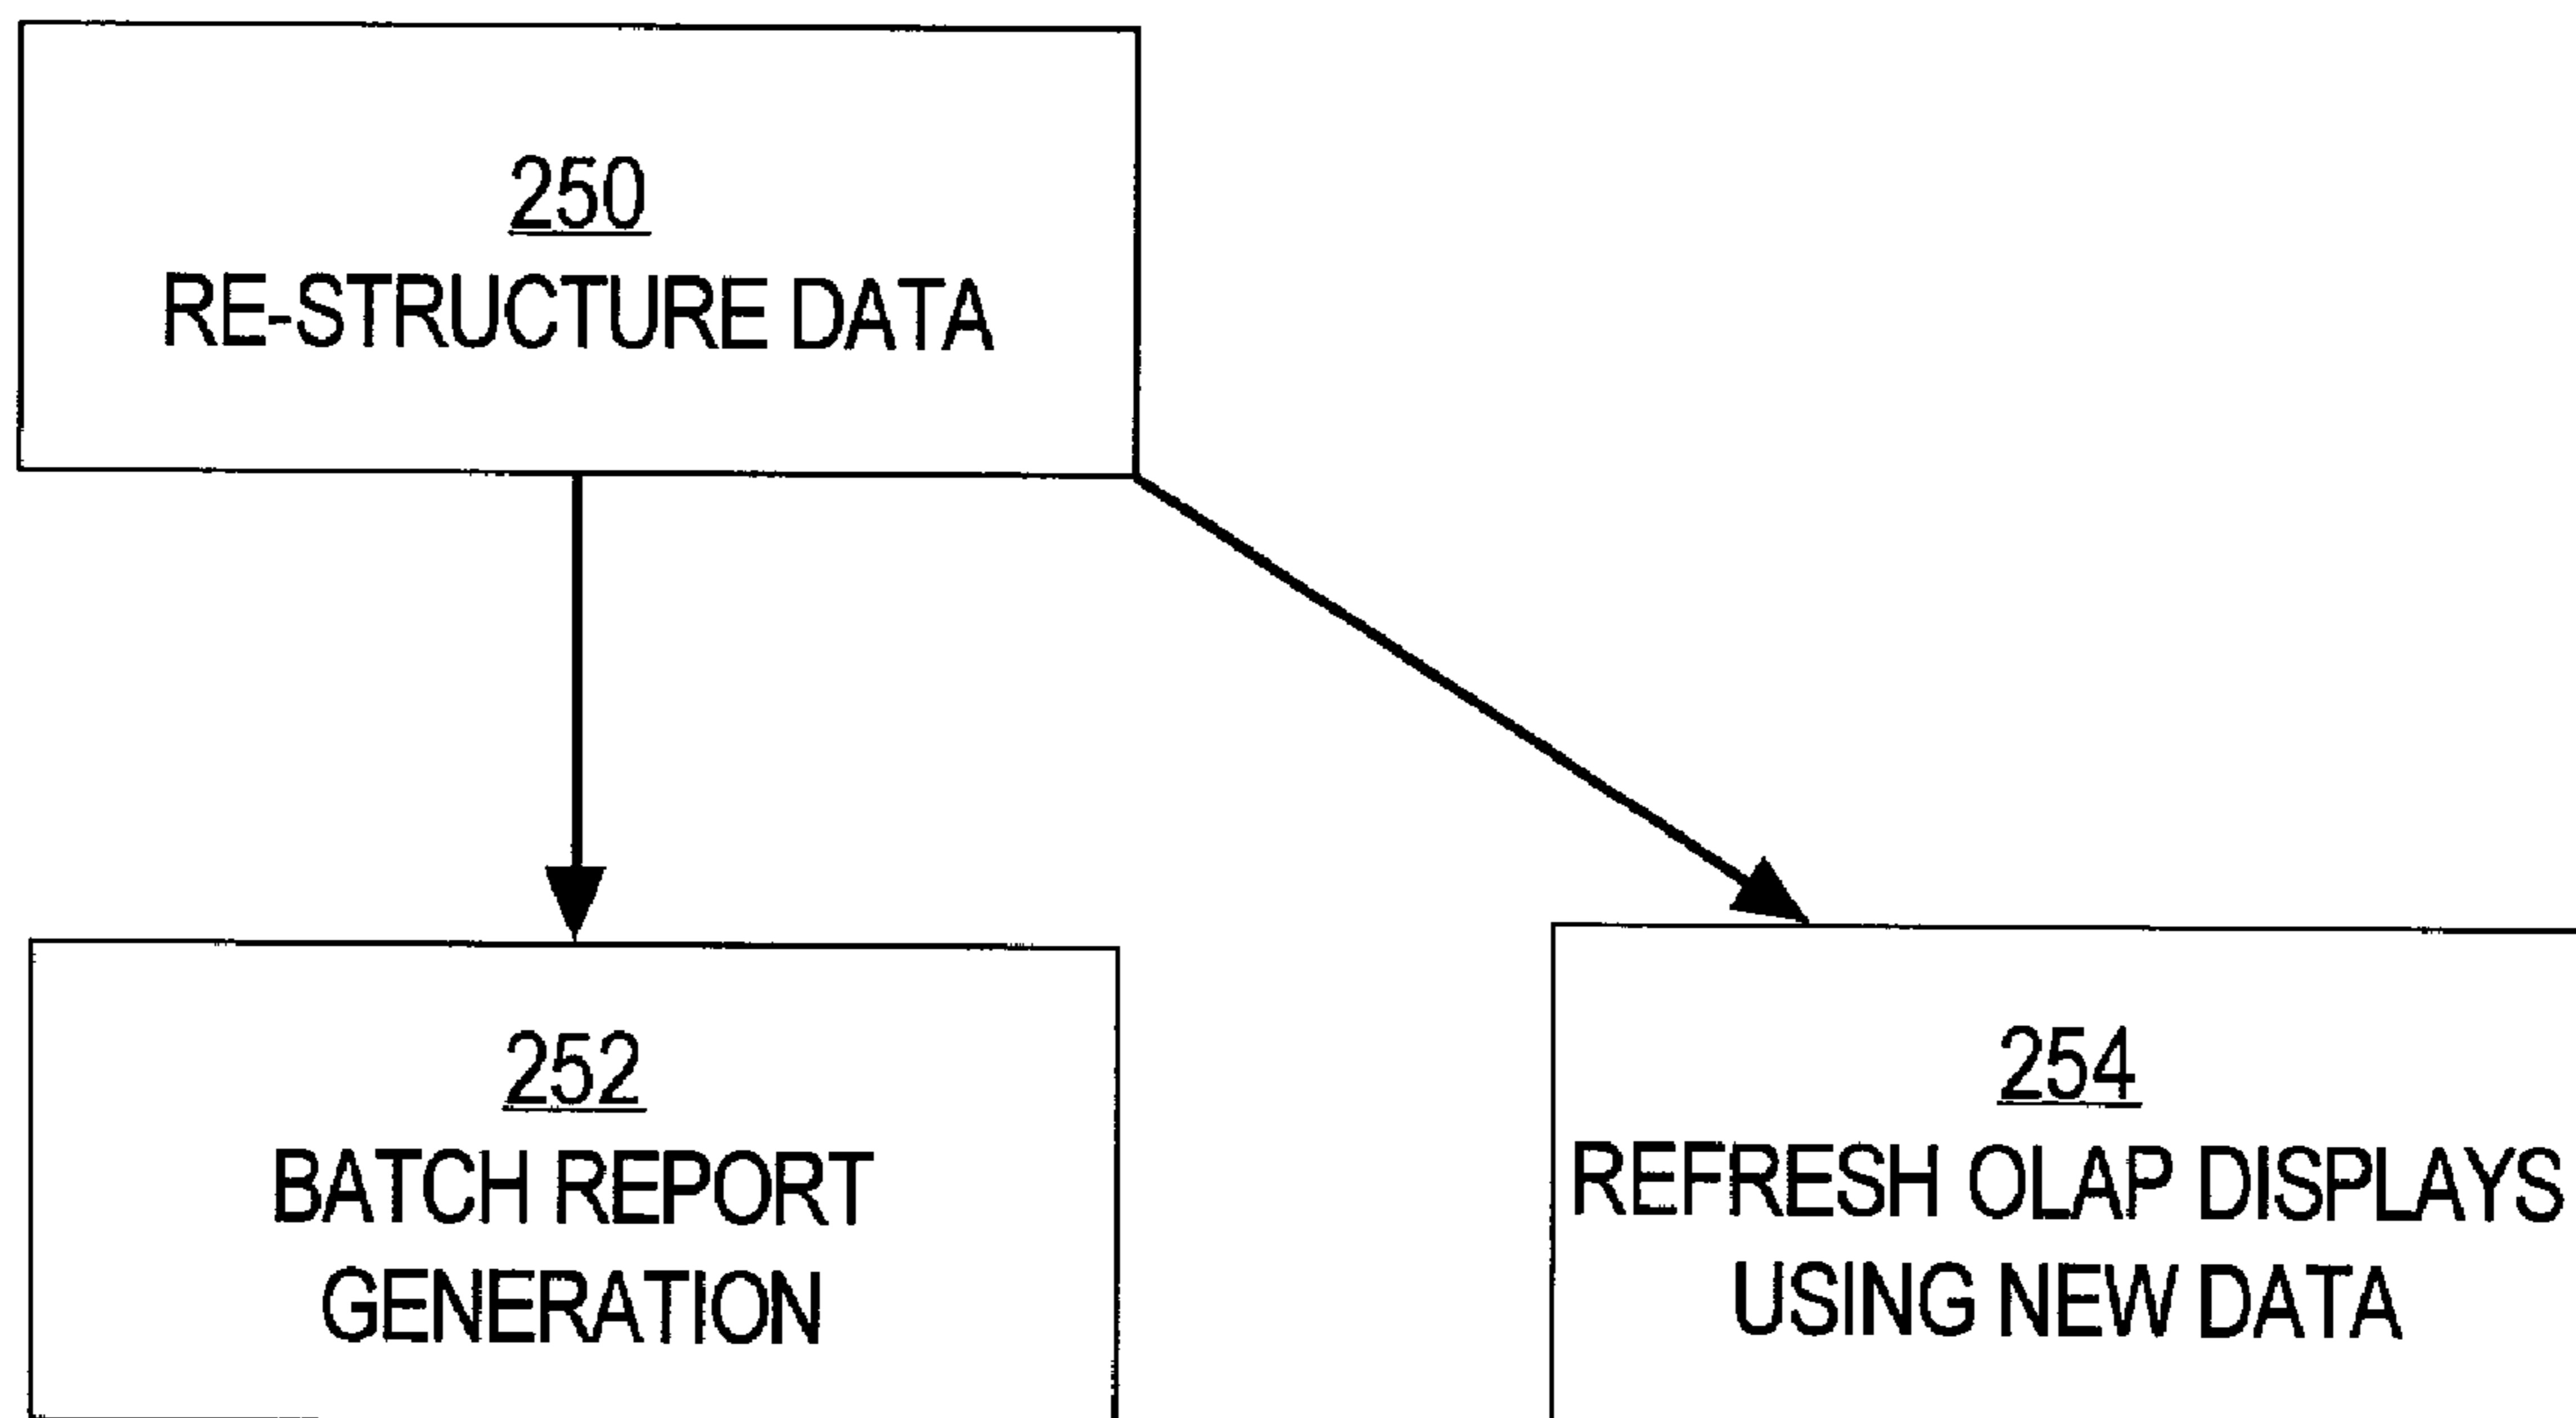 250
RE-STRUCTURE DATA
252
BATCH REPORT
GENERATION
254
REFRESH OLAP DISPLAYS
USING NEW DATA